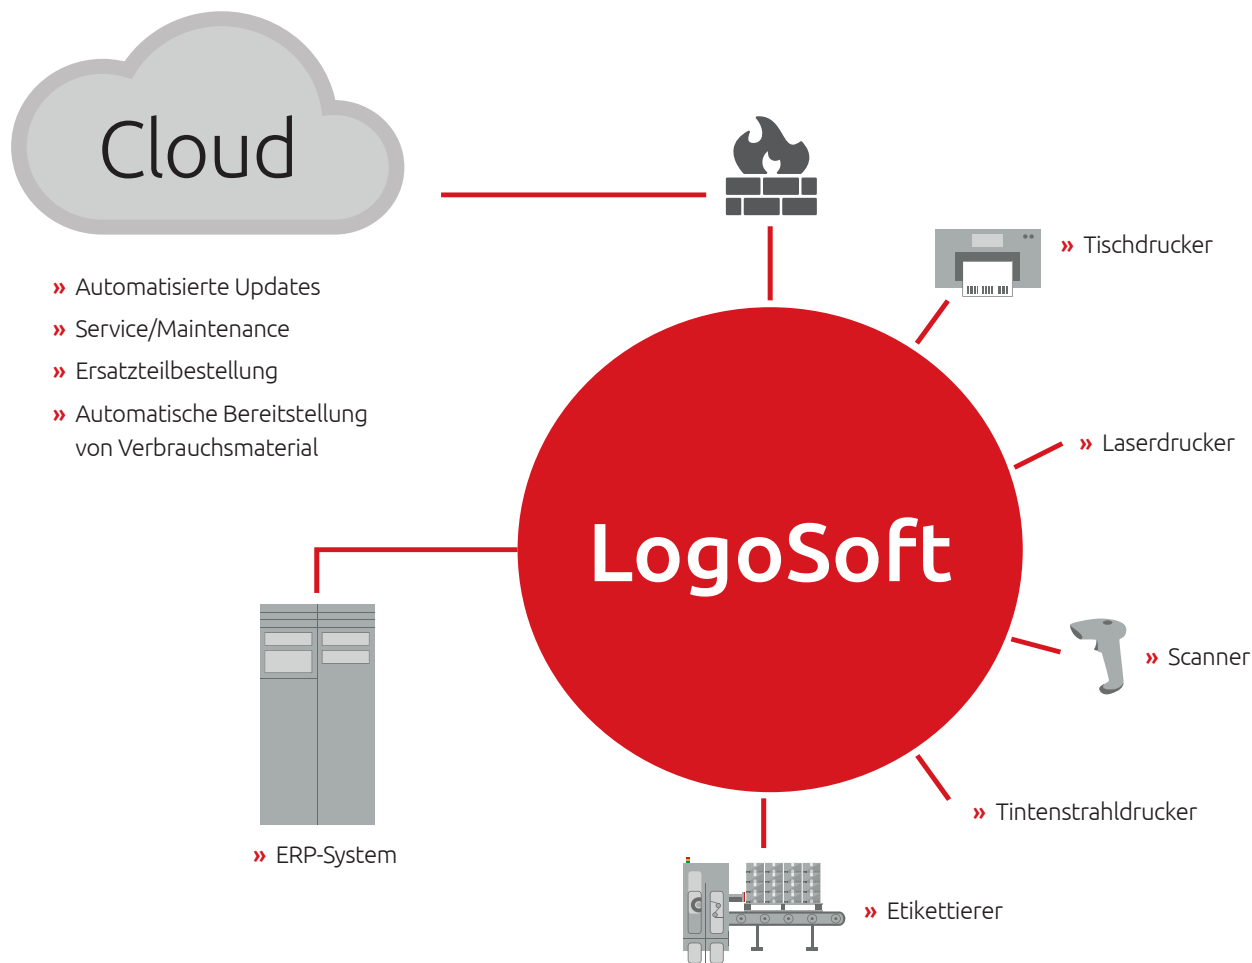 Cloud
» Automatisierte Updates
» Service/Maintenance
» Ersatzteilbestellung
» Automatische Bereitstellung
von Verbrauchsmaterial
» Tischdrucker
» Laserdrucker
LogoSoft
» Scanner
» Tintenstrahldrucker
» ERP-System
» Etikettierer